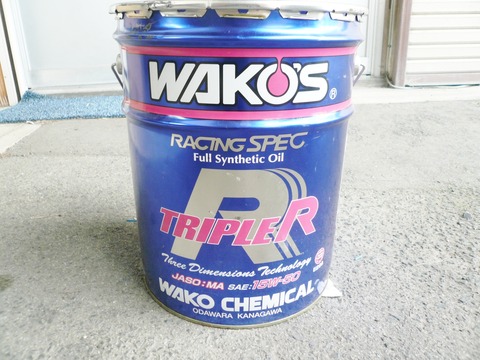 WAKO'S®
RACING SPEC
Full Synthetic Oil
R
TRIPLE R
Three Dimensions Technology
JASO:MA SAE:15W-50
WAKO CHEMICAL
ODAWARA KANAGAWA